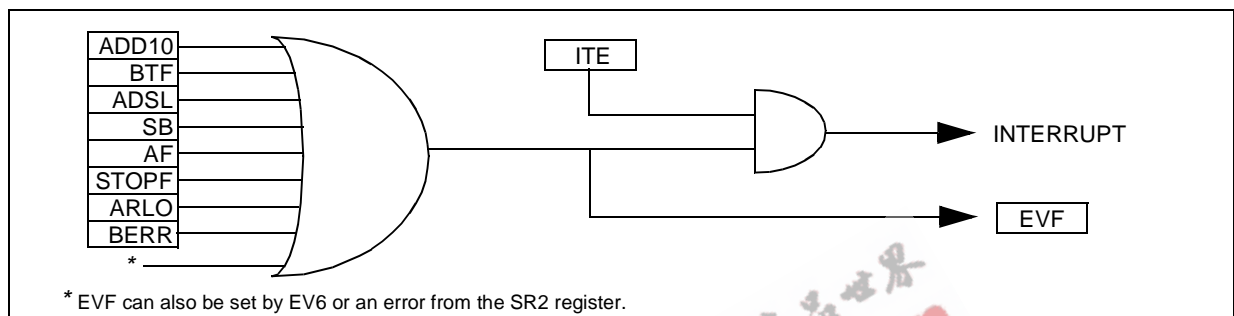 ADD10
BTF
ADSL
SB
AF
STOPF
ARLO
BERR
*
ITE
INTERRUPT
EVF
* EVF can also be set by EV6 or an error from the SR2 register.